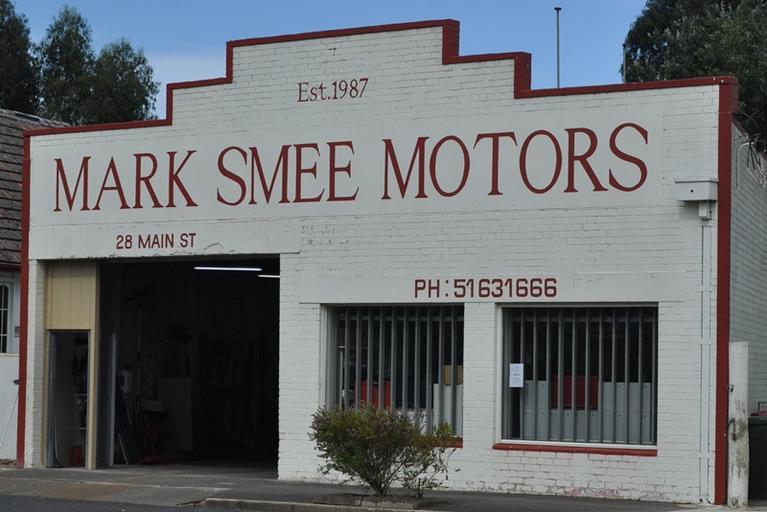 Est.1987
MARK SMEE MOTORS
28 MAIN ST
PH: 51631666